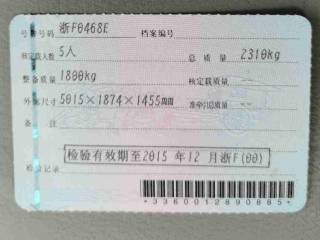 号牌号码 浙F0468E 档案编号
核定载人数 5人 总质量 2310kg
整备质量 1800kg 核定载质量 --
外廓尺寸 5015×1874×1455mm 准牵引总质量 --
备注
检验有效期至2015 年12 月浙F(00)
检验记录
*3360012890885*